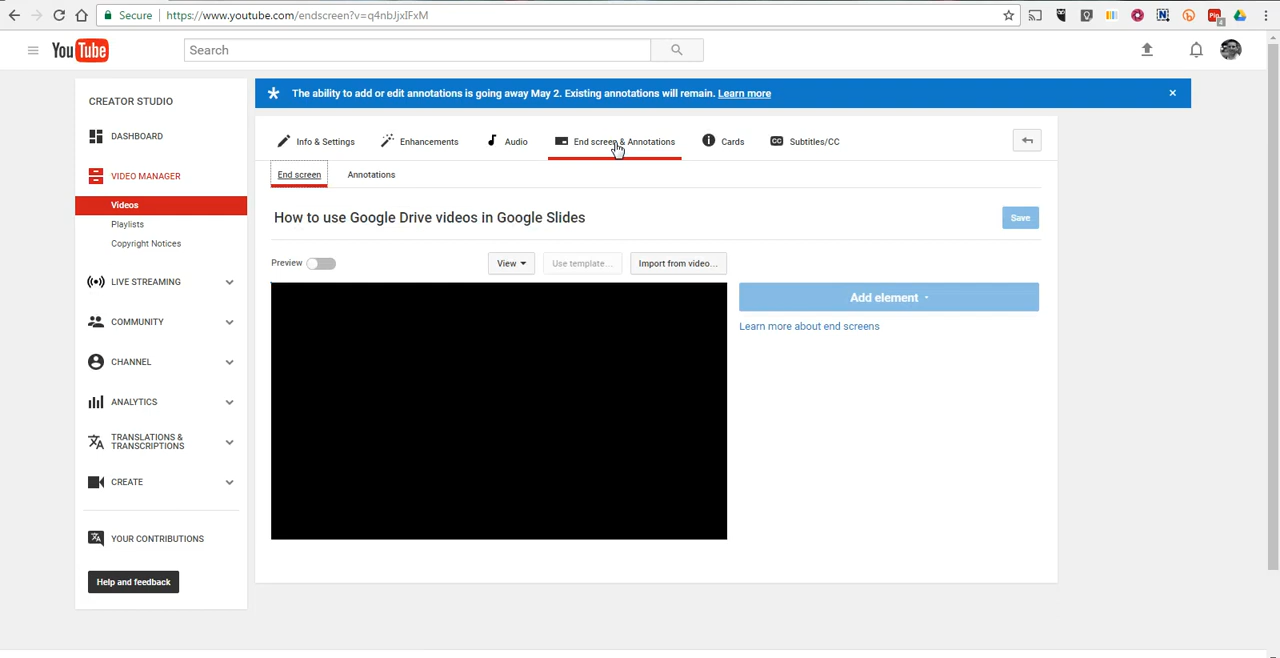 Secure https://www.youtube.com/endscreen?v=q4nbJjxIFxM
4
YouTube
Search
CREATOR STUDIO
DASHBOARD
VIDEO MANAGER
Videos
Playlists
Copyright Notices
LIVE STREAMING
COMMUNITY
CHANNEL
ANALYTICS
TRANSLATIONS &
TRANSCRIPTIONS
CREATE
YOUR CONTRIBUTIONS
Help and feedback
The ability to add or edit annotations is going away May 2. Existing annotations will remain. Learn more
Info & Settings Enhancements Audio End screen & Annotations Cards CC Subtitles/CC
End screen Annotations
How to use Google Drive videos in Google Slides Save
Preview View Use template... Import from video...
Add element
Learn more about end screens